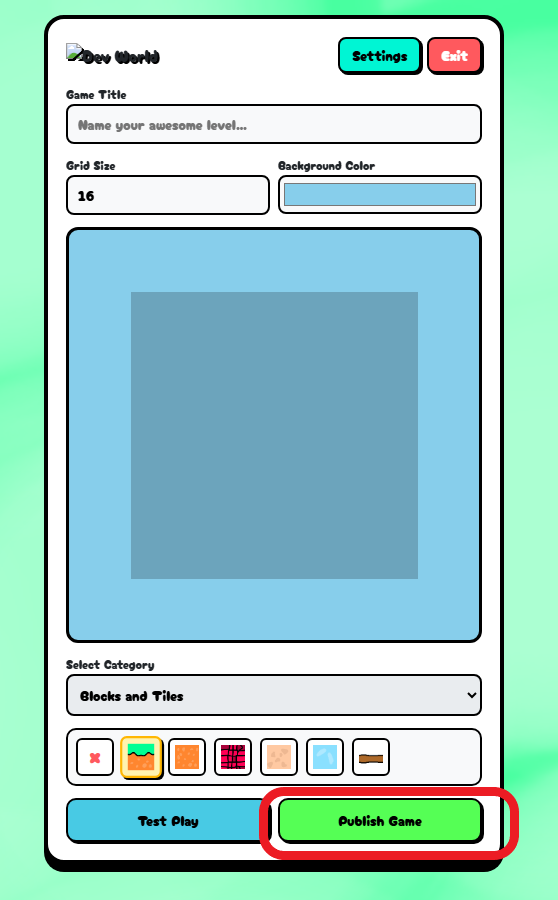 Dev World
Settings
Exit
Game Title
Name your awesome level...
Grid Size
Background Color
16
Select Category
Blocks and Tiles
Test Play
Publish Game